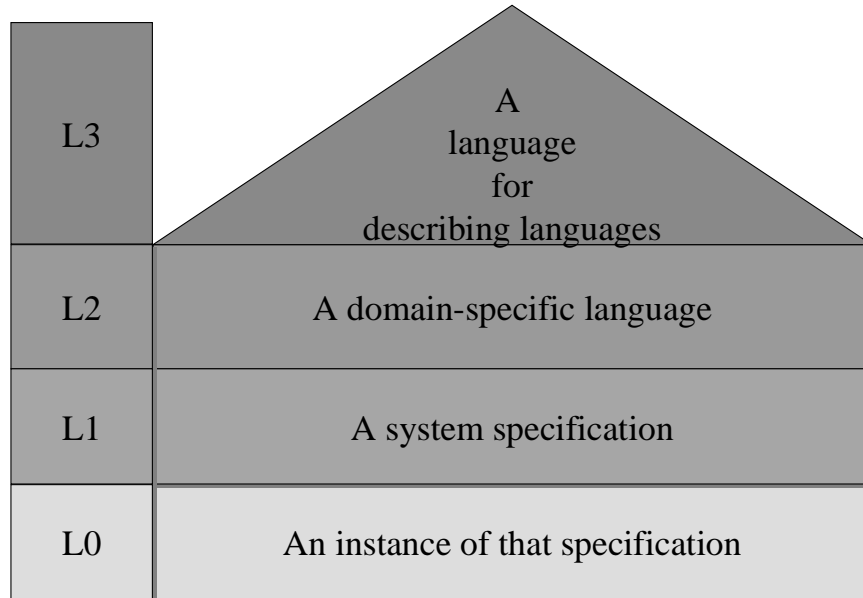 L3
A
language
for
describing languages
L2
A domain-specific language
L1
A system specification
L0
An instance of that specification